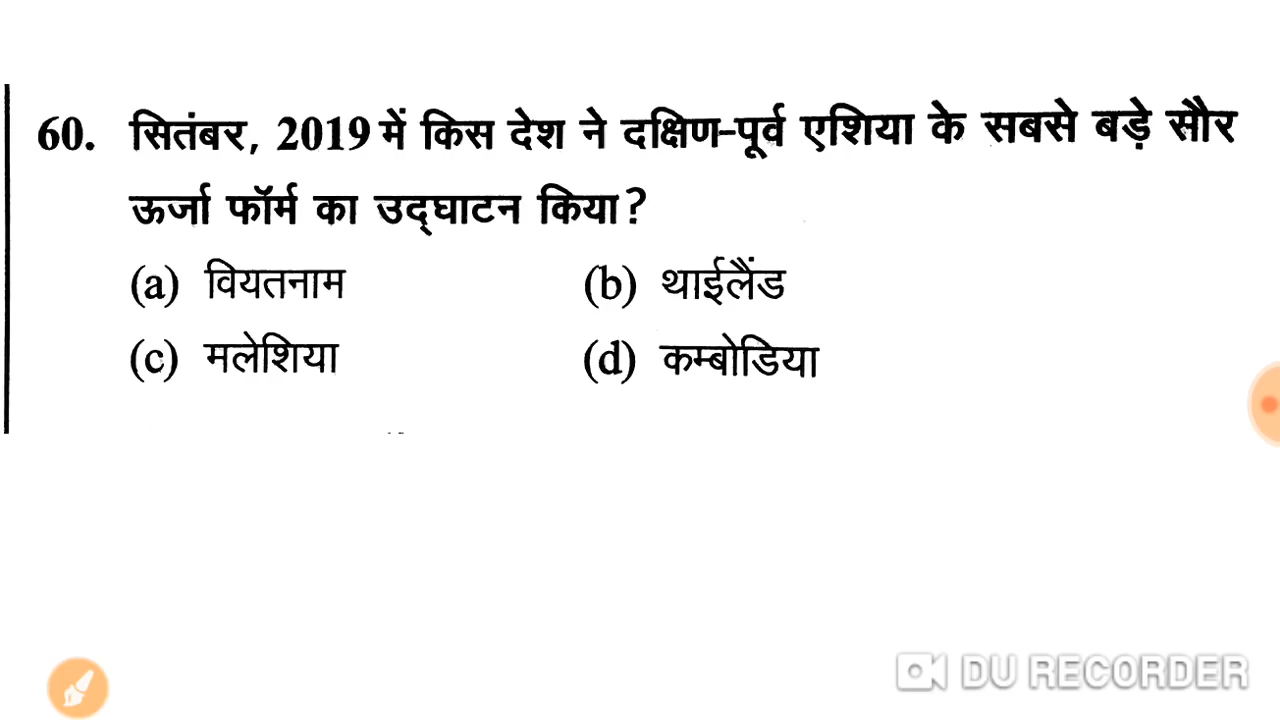 60. सितंबर, 2019 में किस देश ने दक्षिण-पूर्व एशिया के सबसे बड़े सौर
ऊर्जा फॉर्म का उद्घाटन किया?
(a) वियतनाम (b) थाईलैंड
(c) मलेशिया (d) कम्बोडिया
DU RECORDER